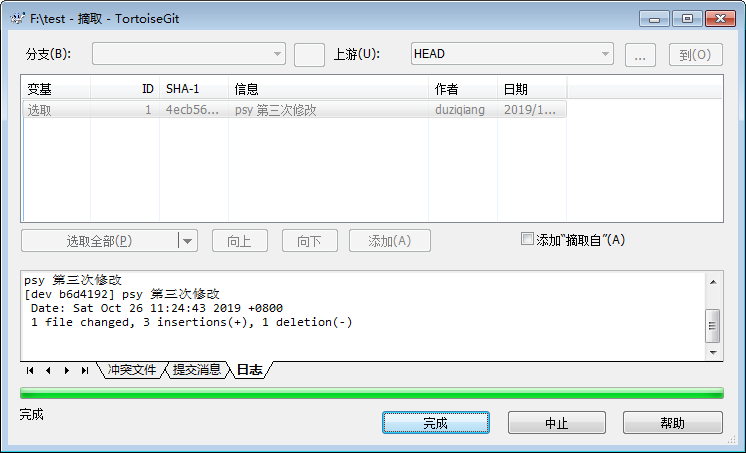 F:\test - 摘取 - TortoiseGit
分支(B): 上游(U): HEAD ... 到(O)
变基 ID SHA-1 信息 作者 日期
选取 1 4ecb56... psy 第三次修改 duziqiang 2019/1...
选取全部(P) 向上 向下 添加(A) 添加“摘取自”(A)
psy 第三次修改
[dev b6d4192] psy 第三次修改
Date: Sat Oct 26 11:24:43 2019 +0800
1 file changed, 3 insertions(+), 1 deletion(-)
冲突文件 提交消息 日志
完成
完成 中止 帮助